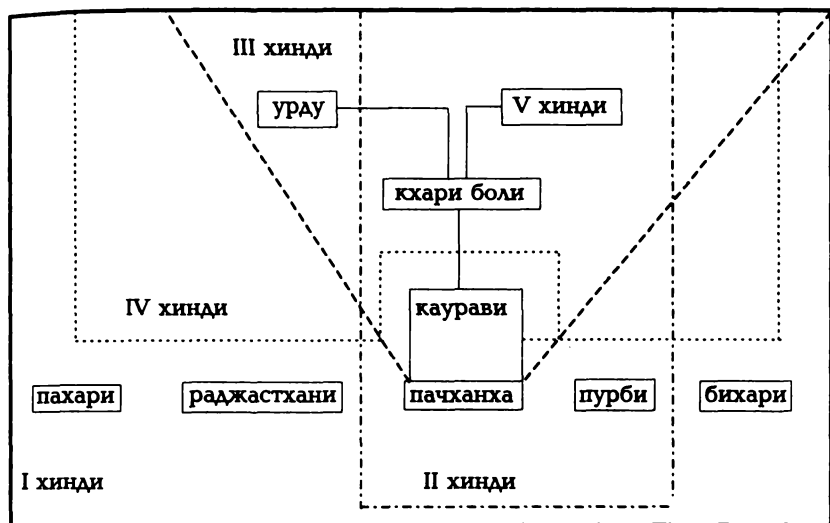 III хинди
урду
V хинди
кхари боли
IV хинди
каурави
пахари
раджастхани
пачханха
пурби
бихари
I хинди
II хинди